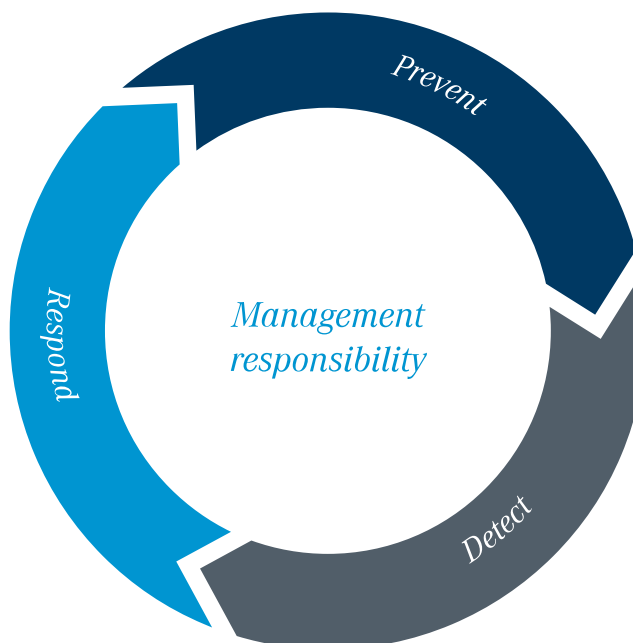 Prevent
Management
responsibility
Respond
Detect